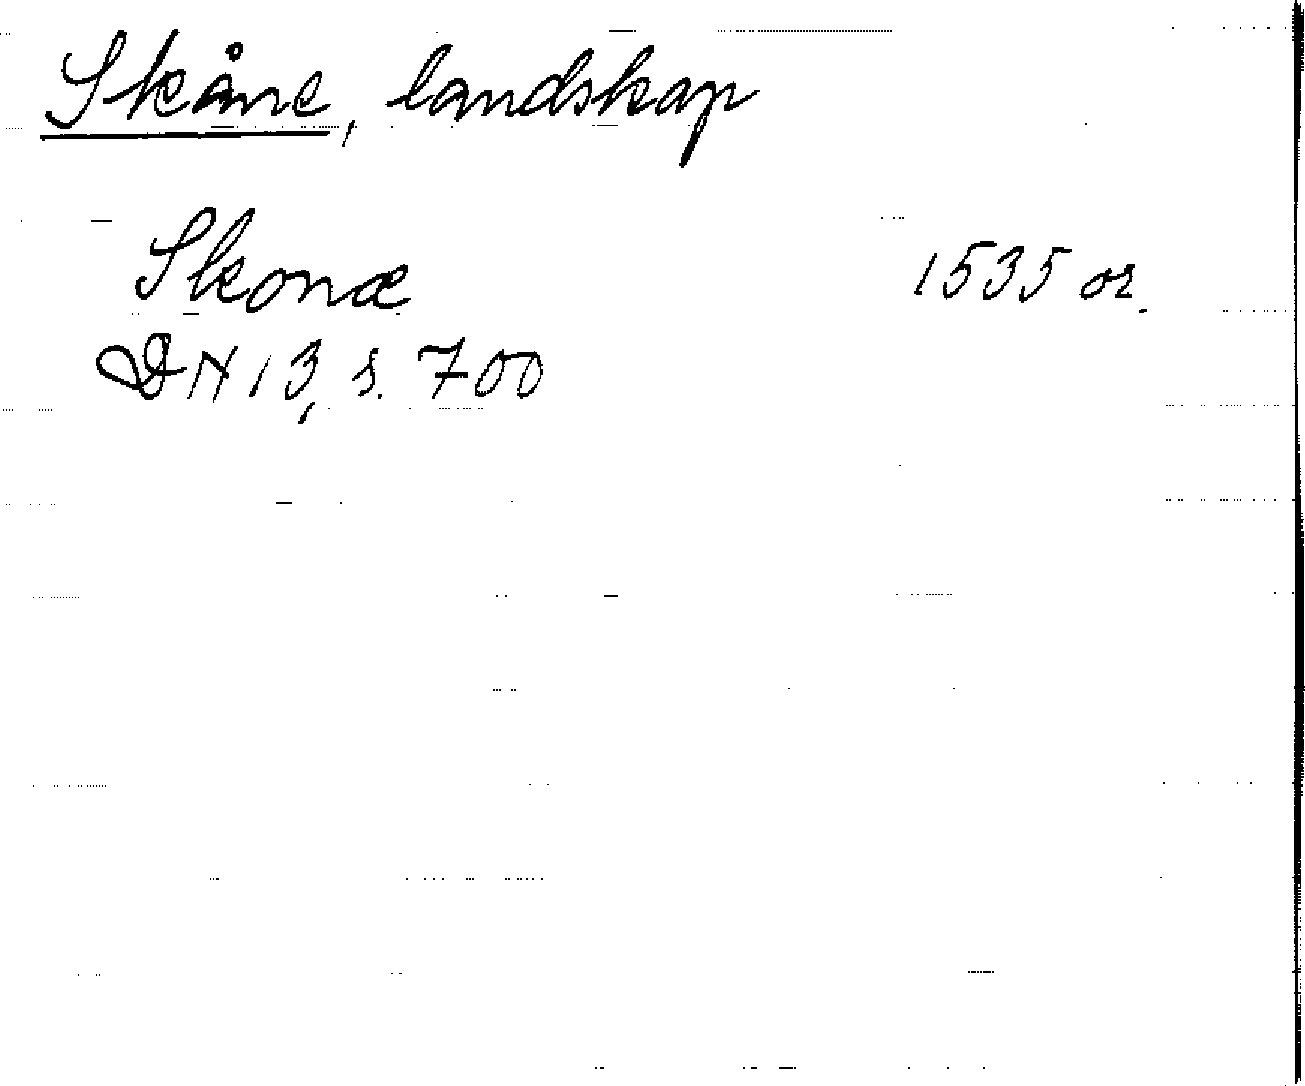 Skåne, landskap
Skonæ 1535 or.
DN 13, s. 700